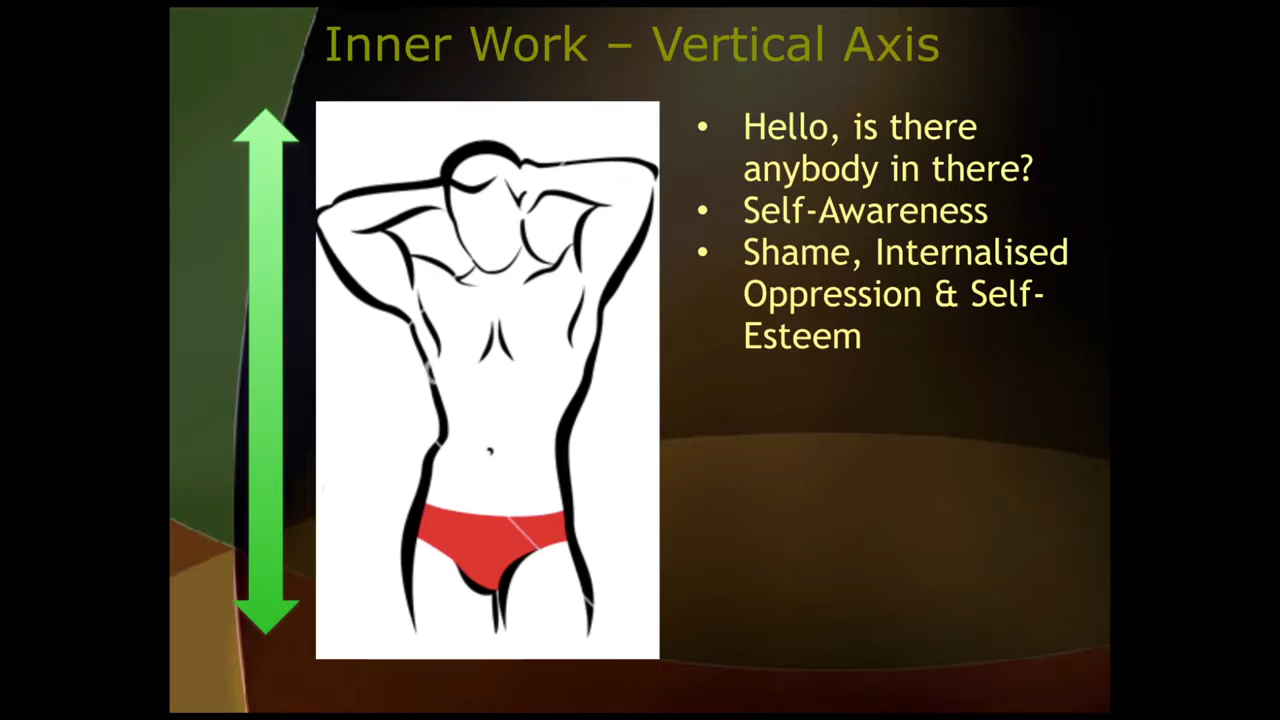 Inner Work – Vertical Axis
• Hello, is there
anybody in there?
• Self-Awareness
• Shame, Internalised
Oppression & Self-
Esteem